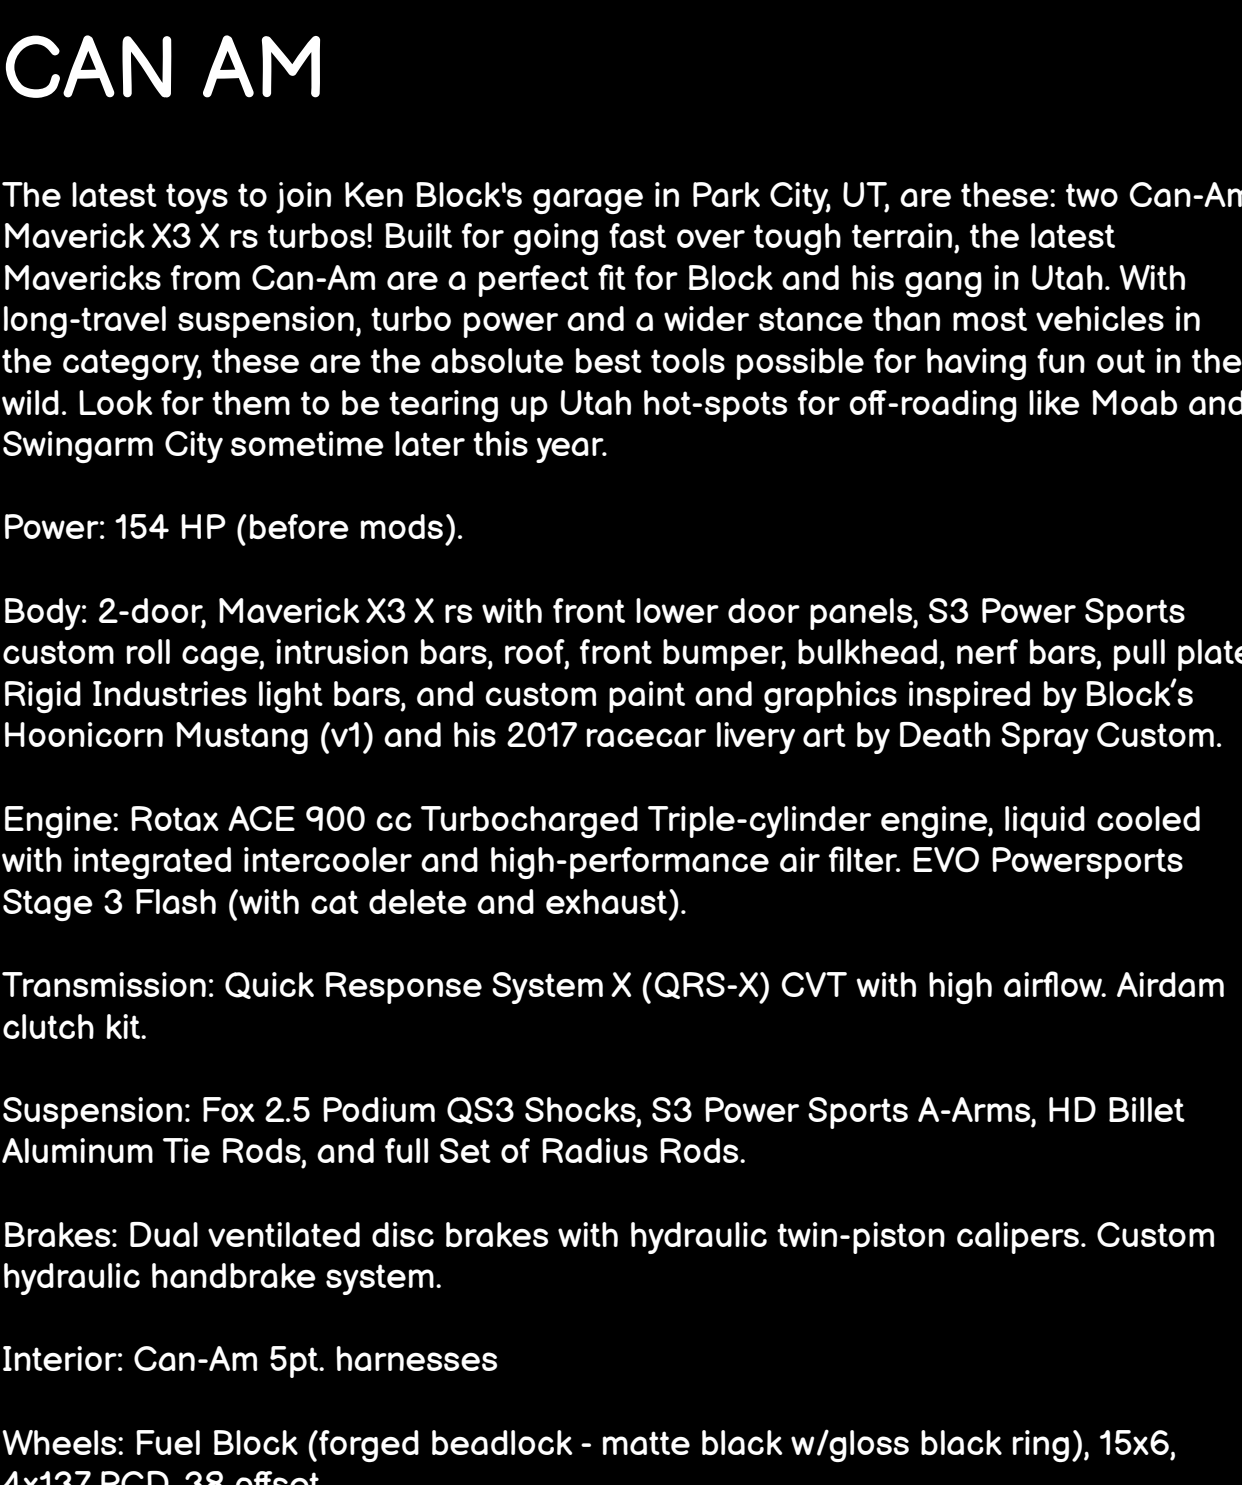 CAN AM
The latest toys to join Ken Block's garage in Park City, UT, are these: two Can-Am
Maverick X3 X rs turbos! Built for going fast over tough terrain, the latest
Mavericks from Can-Am are a perfect fit for Block and his gang in Utah. With
long-travel suspension, turbo power and a wider stance than most vehicles in
the category, these are the absolute best tools possible for having fun out in the
wild. Look for them to be tearing up Utah hot-spots for off-roading like Moab and
Swingarm City sometime later this year.
Power: 154 HP (before mods).
Body: 2-door, Maverick X3 X rs with front lower door panels, S3 Power Sports
custom roll cage, intrusion bars, roof, front bumper, bulkhead, nerf bars, pull plate
Rigid Industries light bars, and custom paint and graphics inspired by Block’s
Hoonicorn Mustang (v1) and his 2017 racecar livery art by Death Spray Custom.
Engine: Rotax ACE 900 cc Turbocharged Triple-cylinder engine, liquid cooled
with integrated intercooler and high-performance air filter. EVO Powersports
Stage 3 Flash (with cat delete and exhaust).
Transmission: Quick Response System X (QRS-X) CVT with high airflow. Airdam
clutch kit.
Suspension: Fox 2.5 Podium QS3 Shocks, S3 Power Sports A-Arms, HD Billet
Aluminum Tie Rods, and full Set of Radius Rods.
Brakes: Dual ventilated disc brakes with hydraulic twin-piston calipers. Custom
hydraulic handbrake system.
Interior: Can-Am 5pt. harnesses
Wheels: Fuel Block (forged beadlock - matte black w/gloss black ring), 15x6,
4x137 PCD, 38 offset